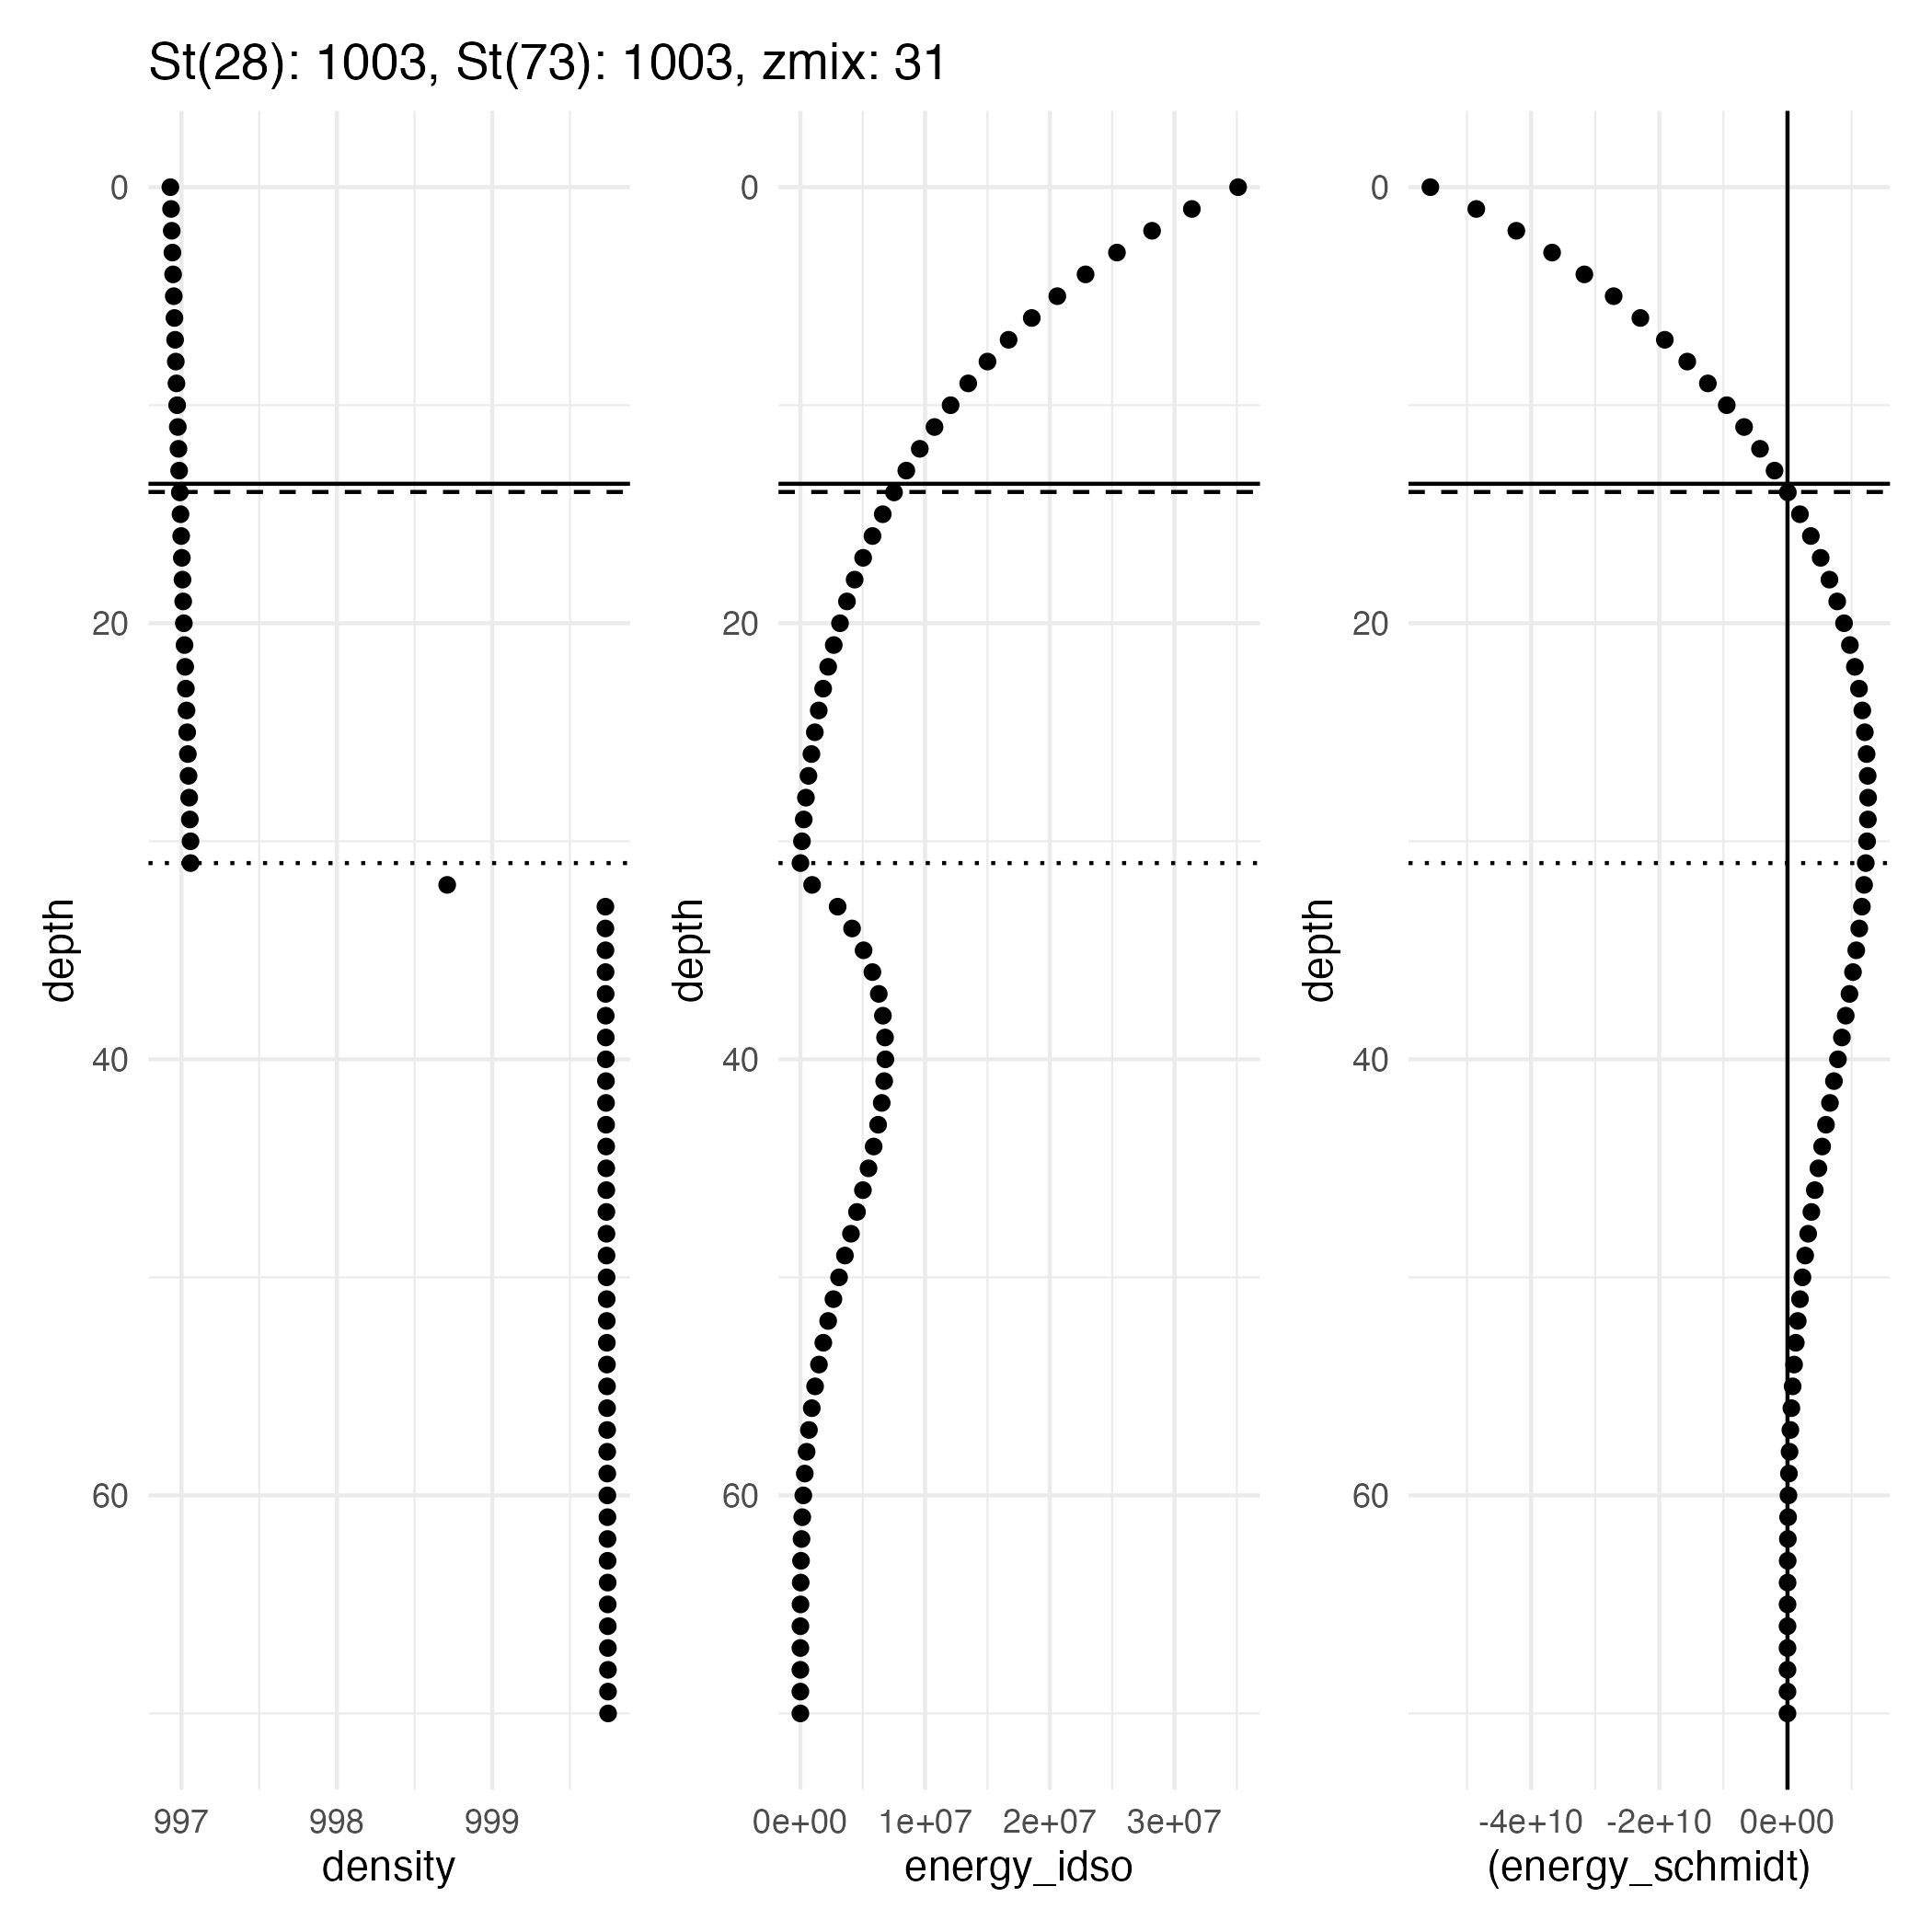 St(28): 1003, St(73): 1003, zmix: 31
depth
0
20
40
60
997 998 999
density
depth
0
20
40
60
0e+00 1e+07 2e+07 3e+07
energy_idso
depth
0
20
40
60
-4e+10 -2e+10 0e+00
(energy_schmidt)